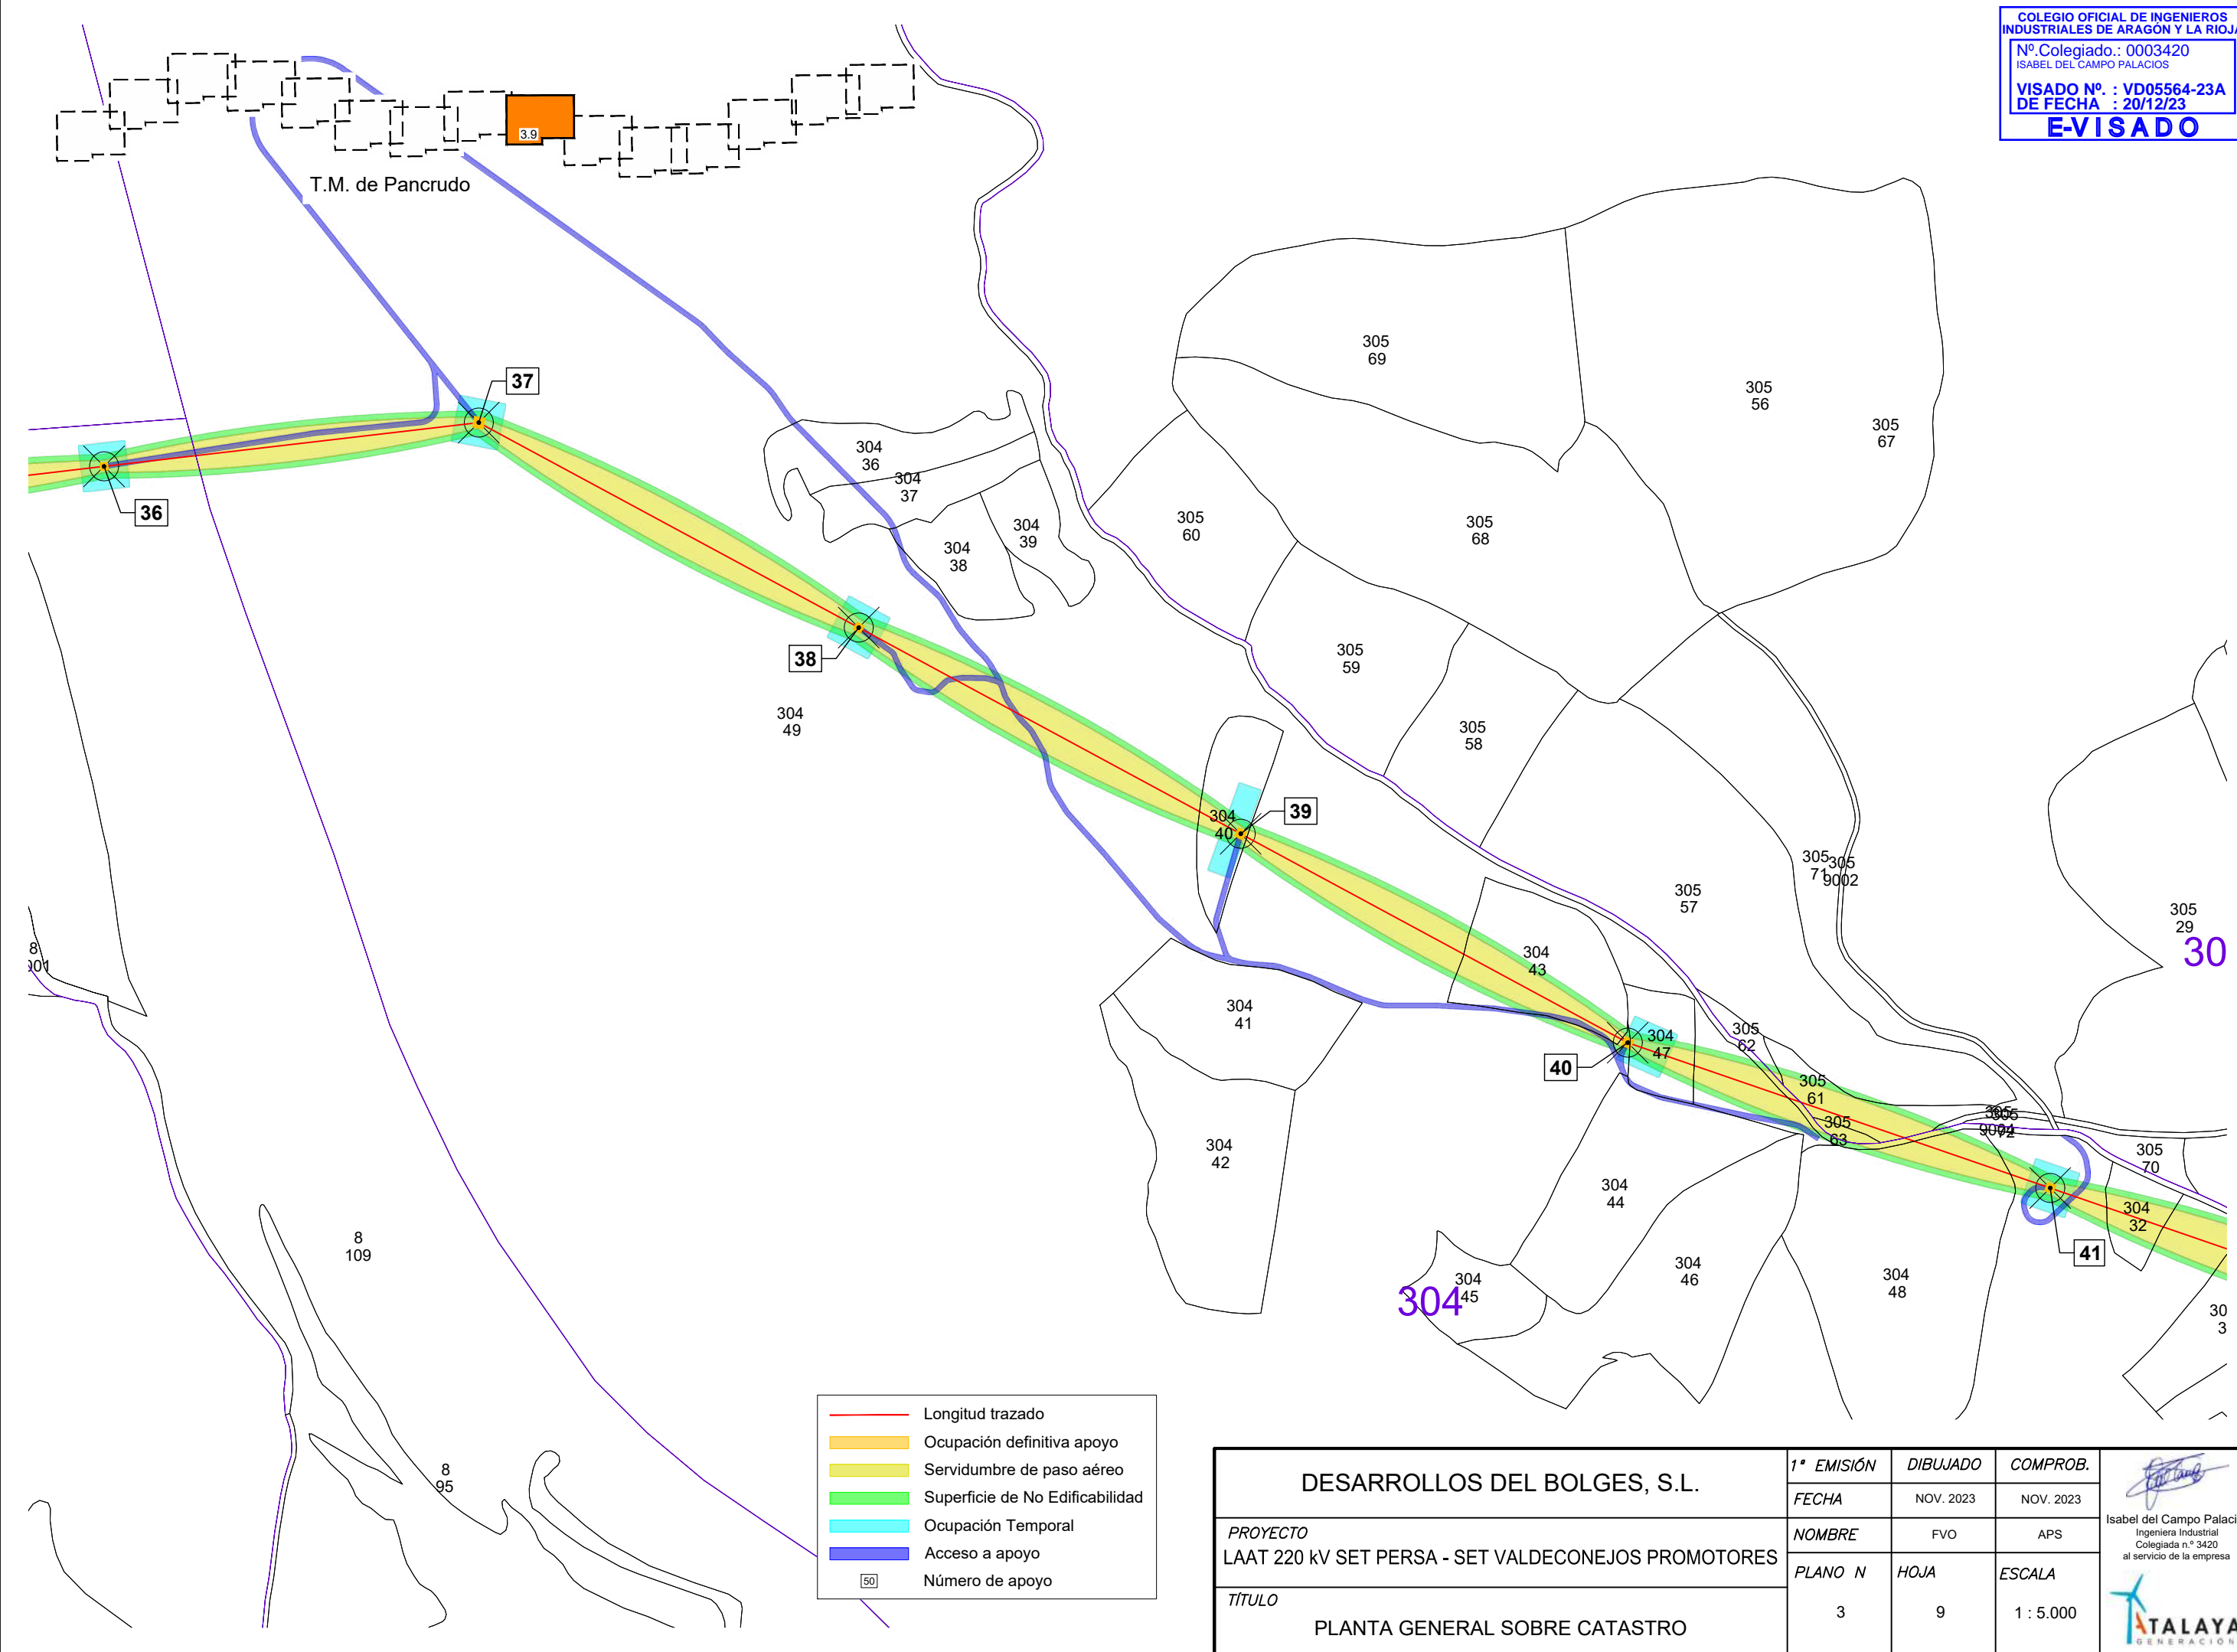 COLEGIO OFICIAL DE INGENIEROS
INDUSTRIALES DE ARAGÓN Y LA RIOJA
Nº.Colegiado.: 0003420
ISABEL DEL CAMPO PALACIOS
VISADO Nº. : VD05564-23A
DE FECHA : 20/12/23
E-VISADO
3.9
T.M. de Pancrudo
37
36
38
39
40
41
305
69
305
56
305
67
304
36
304
37
304
38
304
39
305
60
305
68
305
59
305
58
304
49
304
40
305
71
305
9002
305
57
305
29
30
8
304
43
304
41
304
47
305
62
305
61
305
63
305
70
304
42
304
44
304
32
304
46
304
48
304
45
304
30
3
8
109
8
95
Longitud trazado
Ocupación definitiva apoyo
Servidumbre de paso aéreo
Superficie de No Edificabilidad
Ocupación Temporal
Acceso a apoyo
50 Número de apoyo
DESARROLLOS DEL BOLGES, S.L.
PROYECTO
LAAT 220 kV SET PERSA - SET VALDECONEJOS PROMOTORES
TÍTULO
PLANTA GENERAL SOBRE CATASTRO
1ª EMISIÓN DIBUJADO COMPROB.
FECHA NOV. 2023 NOV. 2023
NOMBRE FVO APS
PLANO N HOJA ESCALA
3 9 1 : 5.000
Isabel del Campo Palaci
Ingeniera Industrial
Colegiada n.º 3420
al servicio de la empresa
ATALAYA
GENERACIÓN